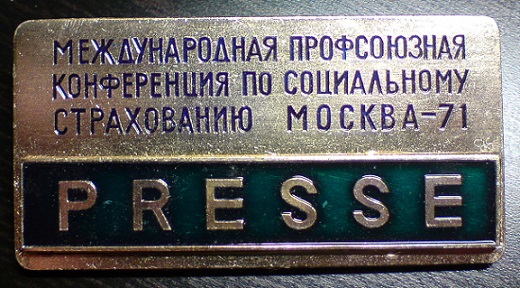 МЕЖДУНАРОДНАЯ ПРОФСОЮЗНАЯ
КОНФЕРЕНЦИЯ ПО СОЦИАЛЬНОМУ
СТРАХОВАНИЮ МОСКВА-71
PRESSE